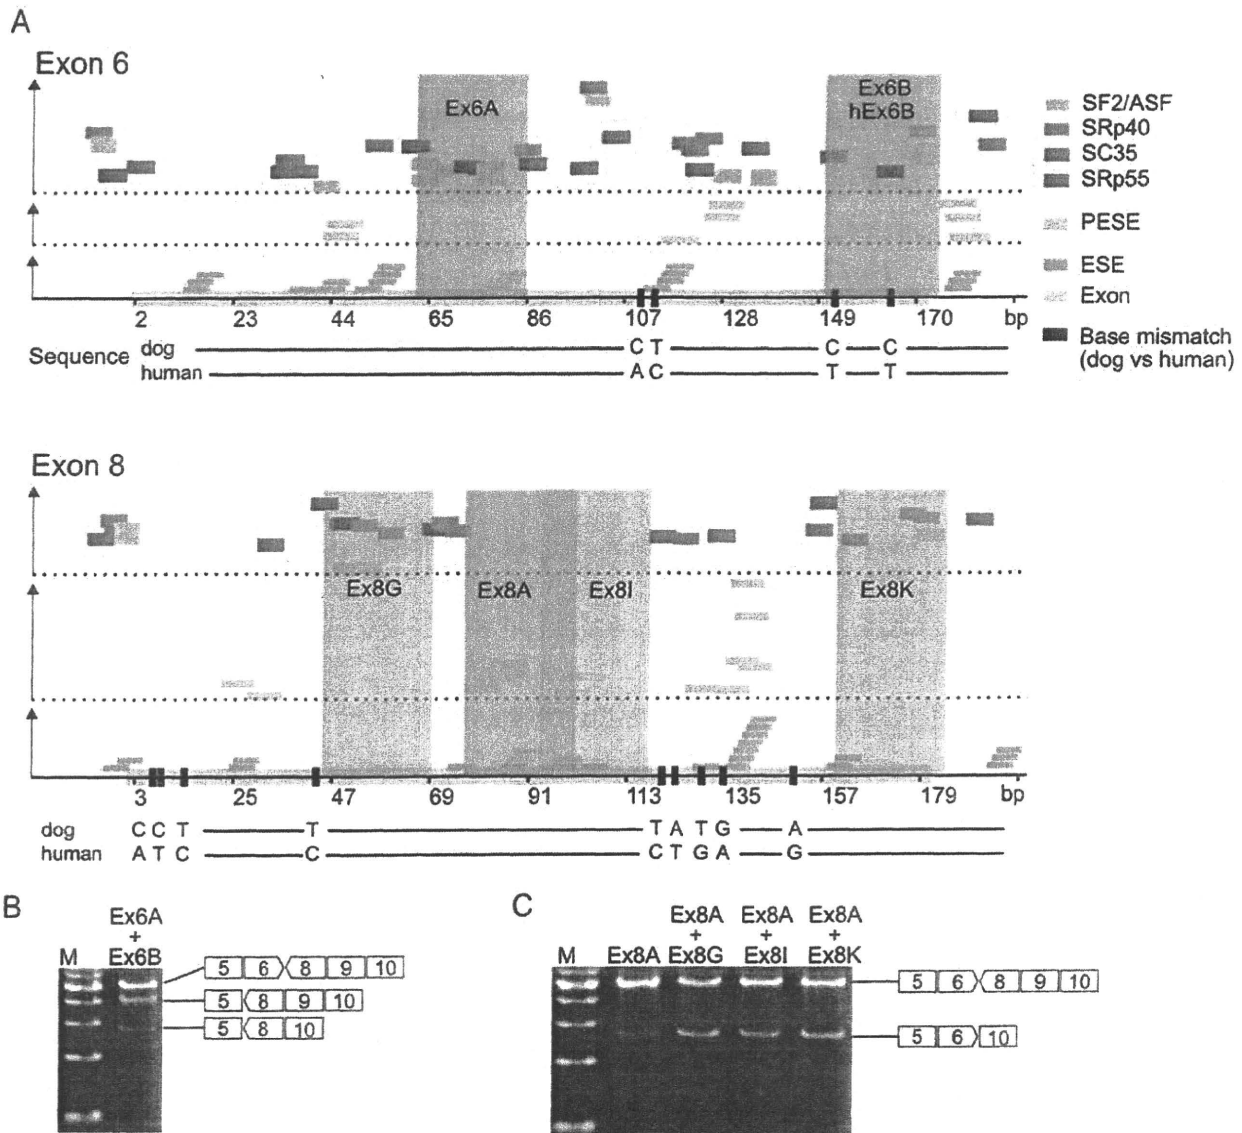 A
Exon 6
Ex6A
Ex6B
hEx6B
SF2/ASF
SRp40
SC35
SRp55
PESE
ESE
Exon
Base mismatch
(dog vs human)
2 23 44 65 86 107 128 149 170 bp
Sequence
dog C T C C
human A C T T
Exon 8
Ex8G Ex8A Ex8I Ex8K
3 25 47 69 91 113 135 157 179 bp
dog C C T T T A T G A
human A T C C C T G A G
B
M
Ex6A
+
Ex6B
5 6 8 9 10
5 8 9 10
5 8 10
C
M
Ex8A
Ex8A
+
Ex8G
Ex8A
+
Ex8I
Ex8A
+
Ex8K
5 6 8 9 10
5 6 10